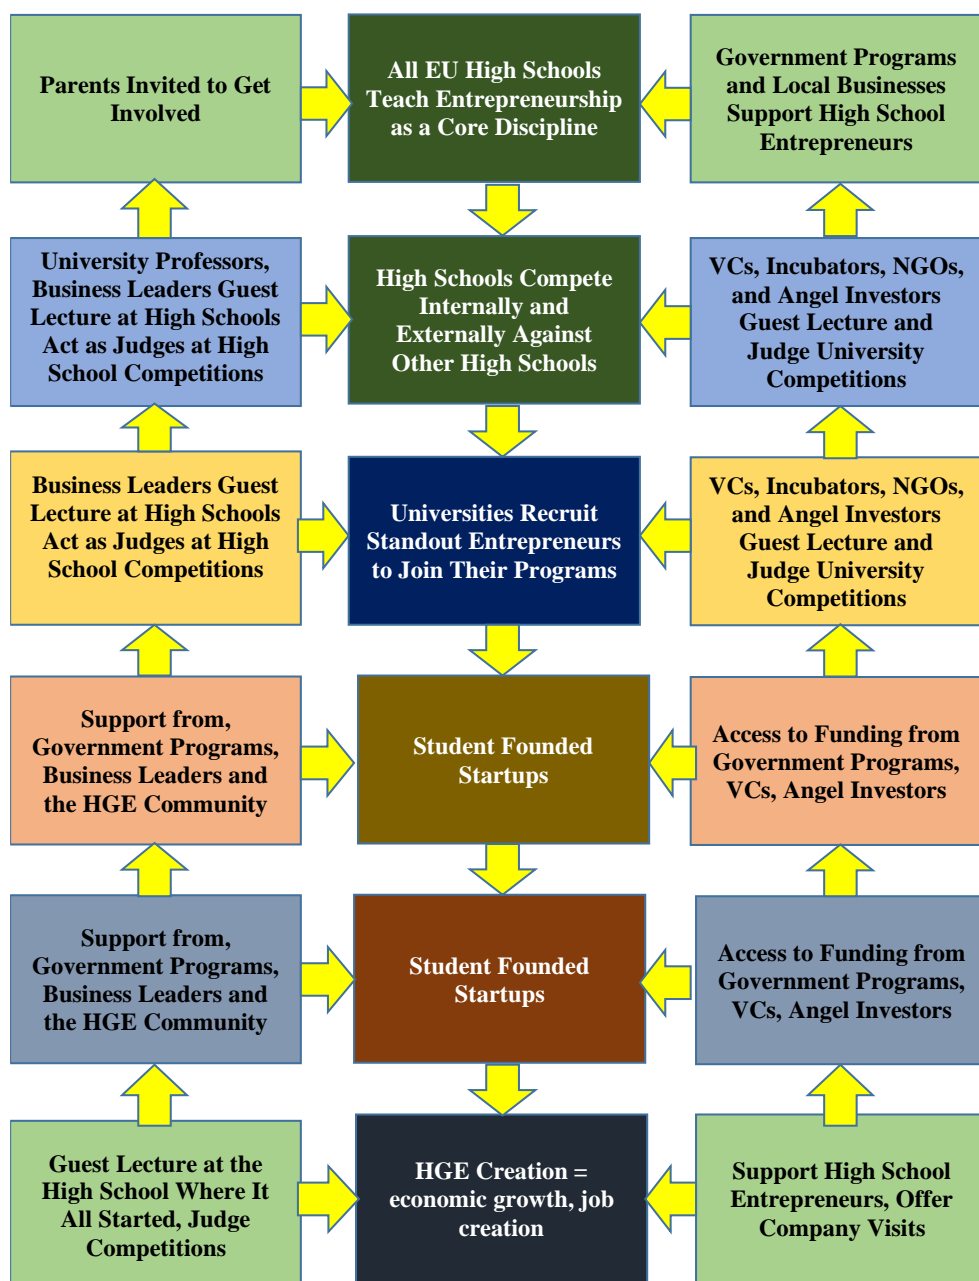 Parents Invited to Get
Involved
All EU High Schools
Teach Entrepreneurship
as a Core Discipline
Government Programs
and Local Businesses
Support High School
Entrepreneurs
University Professors,
Business Leaders Guest
Lecture at High Schools
Act as Judges at High
School Competitions
High Schools Compete
Internally and
Externally Against
Other High Schools
VCs, Incubators, NGOs,
and Angel Investors
Guest Lecture and
Judge University
Competitions
Business Leaders Guest
Lecture at High Schools
Act as Judges at High
School Competitions
Universities Recruit
Standout Entrepreneurs
to Join Their Programs
VCs, Incubators, NGOs,
and Angel Investors
Guest Lecture and
Judge University
Competitions
Support from,
Government Programs,
Business Leaders and
the HGE Community
Student Founded
Startups
Access to Funding from
Government Programs,
VCs, Angel Investors
Support from,
Government Programs,
Business Leaders and
the HGE Community
Student Founded
Startups
Access to Funding from
Government Programs,
VCs, Angel Investors
Guest Lecture at the
High School Where It
All Started, Judge
Competitions
HGE Creation =
economic growth, job
creation
Support High School
Entrepreneurs, Offer
Company Visits